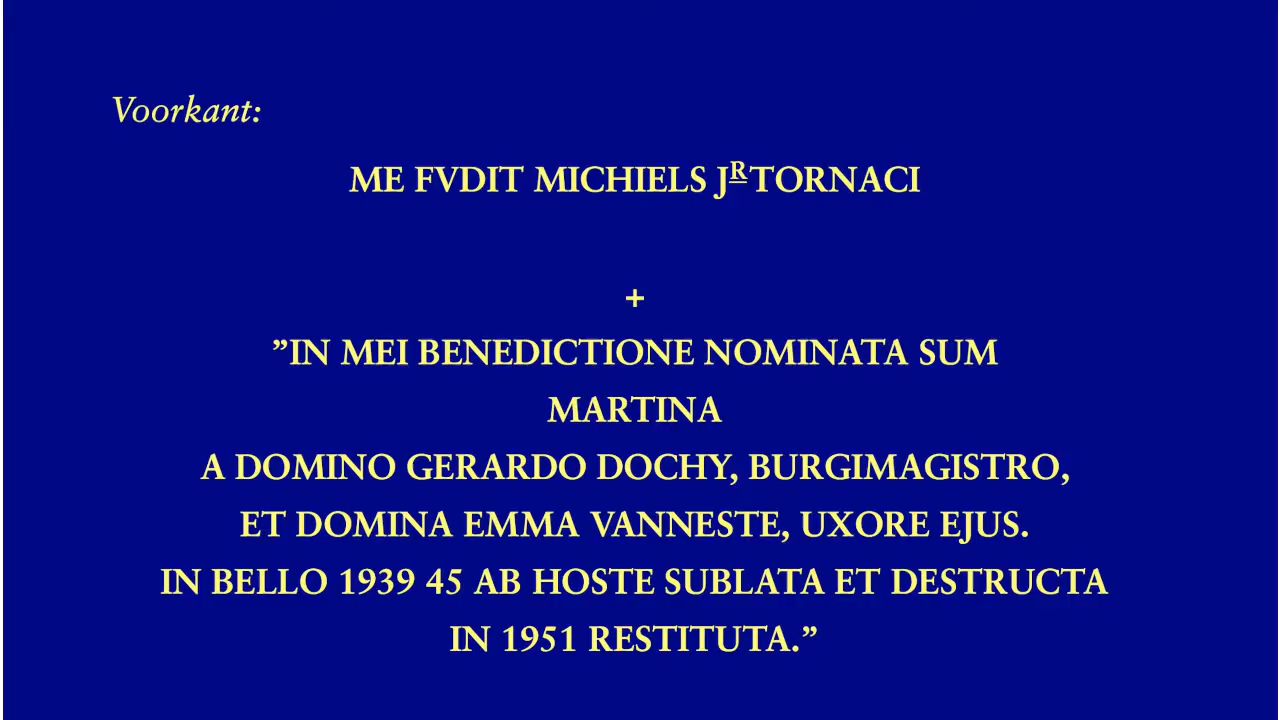 Voorkant:
ME FVDIT MICHIELS JR TORNACI
+
”IN MEI BENEDICTIONE NOMINATA SUM
MARTINA
A DOMINO GERARDO DOCHY, BURGIMAGISTRO,
ET DOMINA EMMA VANNESTE, UXORE EJUS.
IN BELLO 1939 45 AB HOSTE SUBLATA ET DESTRUCTA
IN 1951 RESTITUTA.”